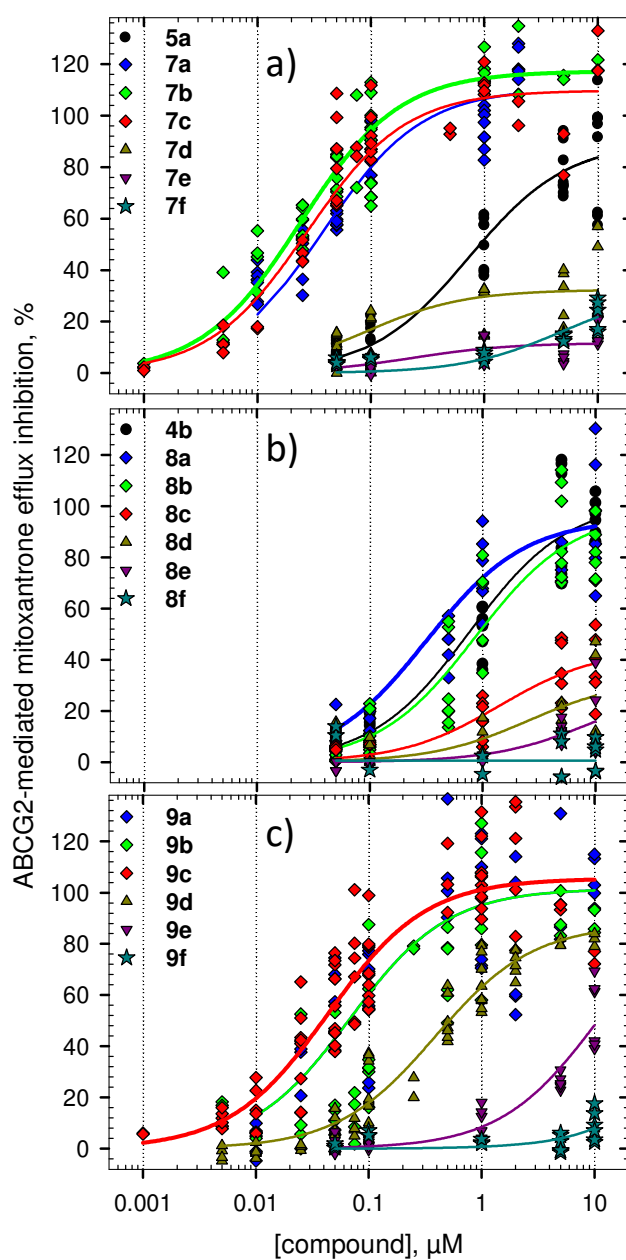 ABCG2-mediated mitoxantrone efflux inhibition, %
a)
5a
7a
7b
7c
7d
7e
7f
120
100
80
60
40
20
0
b)
4b
8a
8b
8c
8d
8e
8f
120
100
80
60
40
20
0
c)
9a
9b
9c
9d
9e
9f
120
100
80
60
40
20
0
0.001 0.01 0.1 1 10
[compound], µM